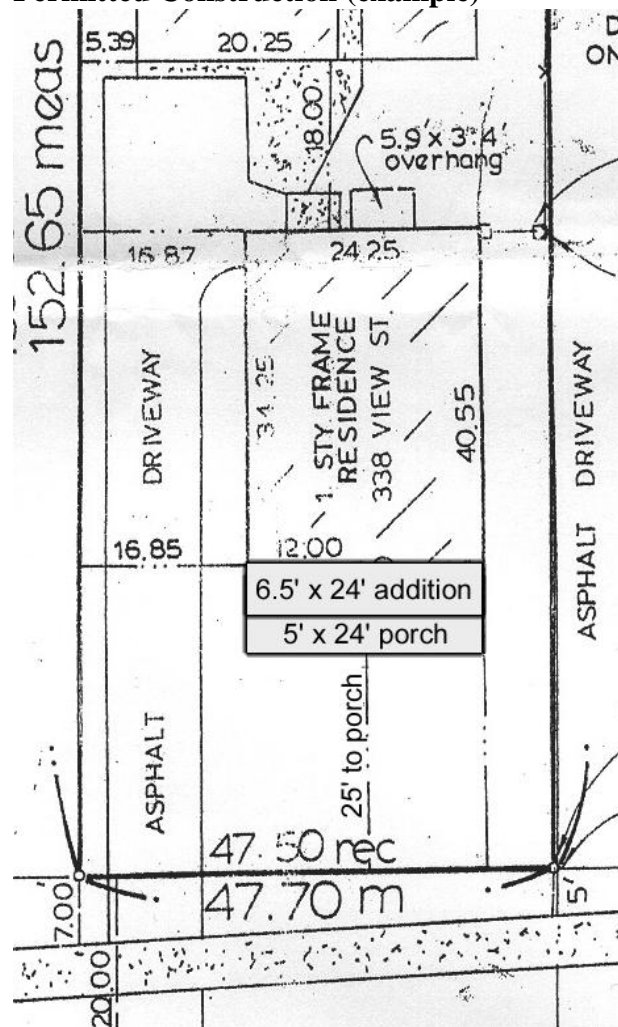 Permitted Construction (example)
5.39
20.25
ON
152.65 meas
18.00
5.9' x 3.4'
overhang
16.87
24.25
DRIVEWAY
34.25
1 STY. FRAME
RESIDENCE
338 VIEW ST.
40.55
ASPHALT DRIVEWAY
16.85
12.00
6.5' x 24' addition
5' x 24' porch
ASPHALT
25' to porch
47.50 rec
47.70 m
7.00'
5'
20.00